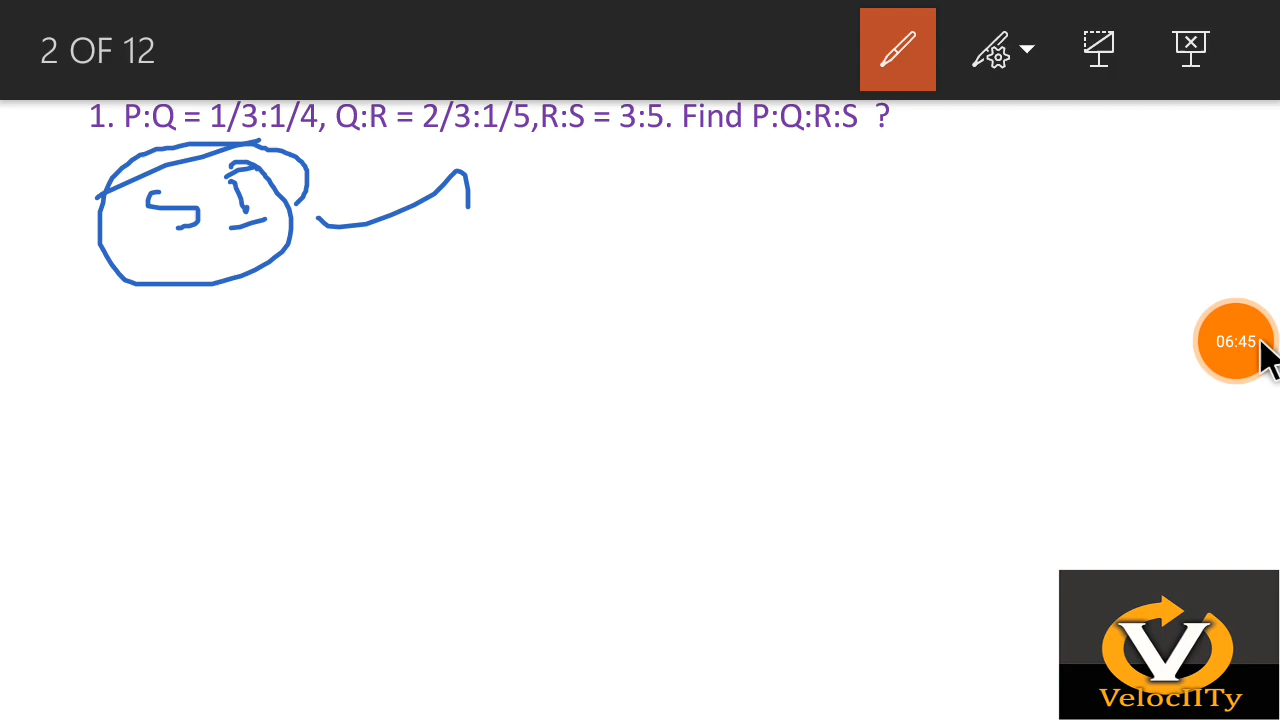 2 OF 12
1. P:Q = 1/3:1/4, Q:R = 2/3:1/5,R:S = 3:5. Find P:Q:R:S ?
06:45
V
VelocIITy